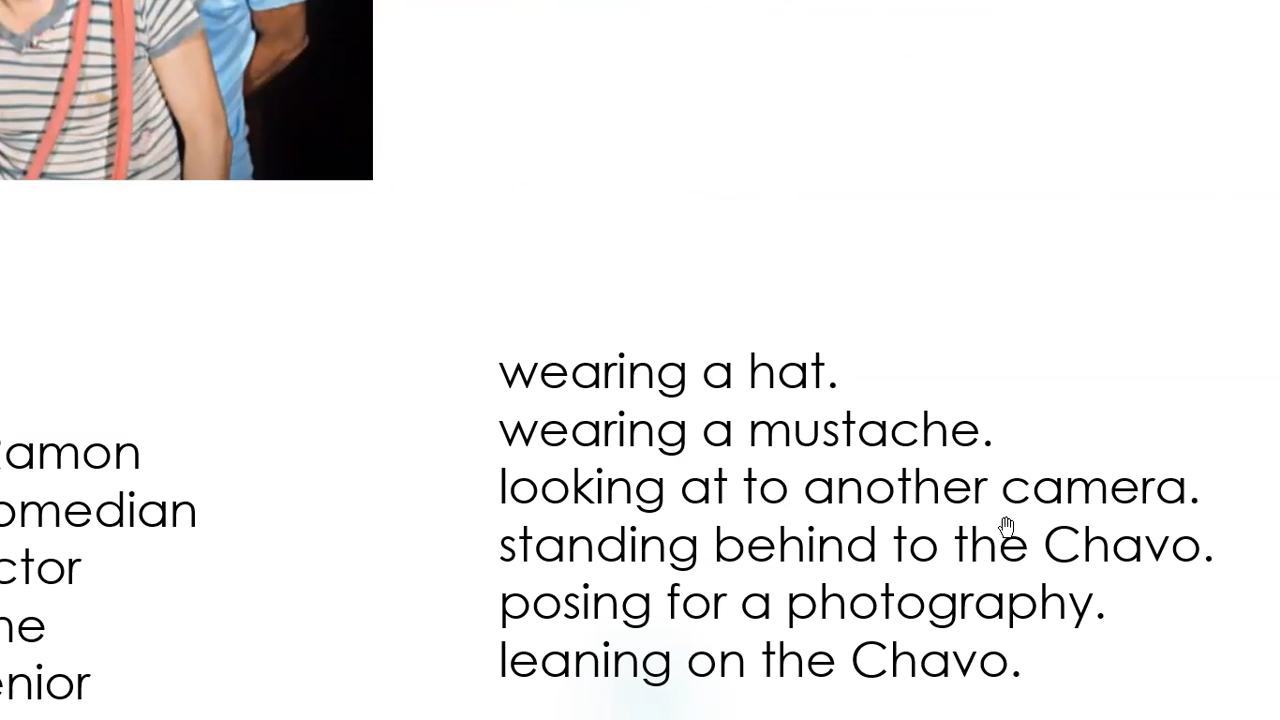 wearing a hat.
wearing a mustache.
looking at to another camera.
standing behind to the Chavo.
posing for a photography.
leaning on the Chavo.
amon
omedian
ctor
ne
enior